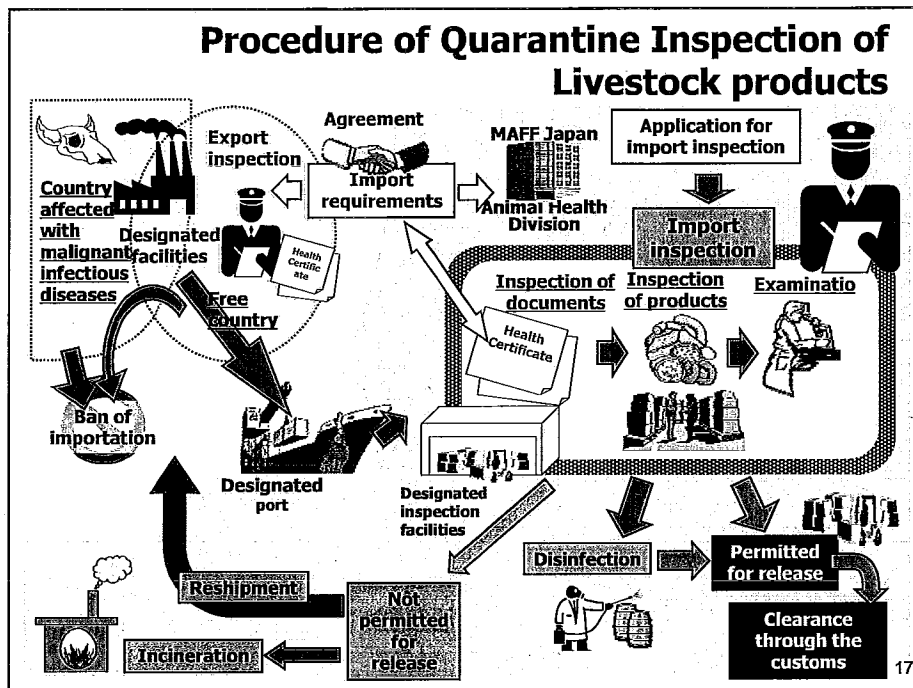 Procedure of Quarantine Inspection of
Livestock products
Country
affected
with
malignant
infectious
diseases
Export
inspection
Designated
facilities
Health
Certific
ate
Free
Country
Agreement
Import
requirements
MAFF Japan
Animal Health
Division
Application for
import inspection
Import
inspection
Inspection of
documents
Inspection
of products
Examinatio
Health
Certificate
Ban of
importation
Designated
port
Designated
inspection
facilities
Disinfection
Permitted
for release
Clearance
through the
customs
Not
permitted
for
release
Reshipment
Incineration
17